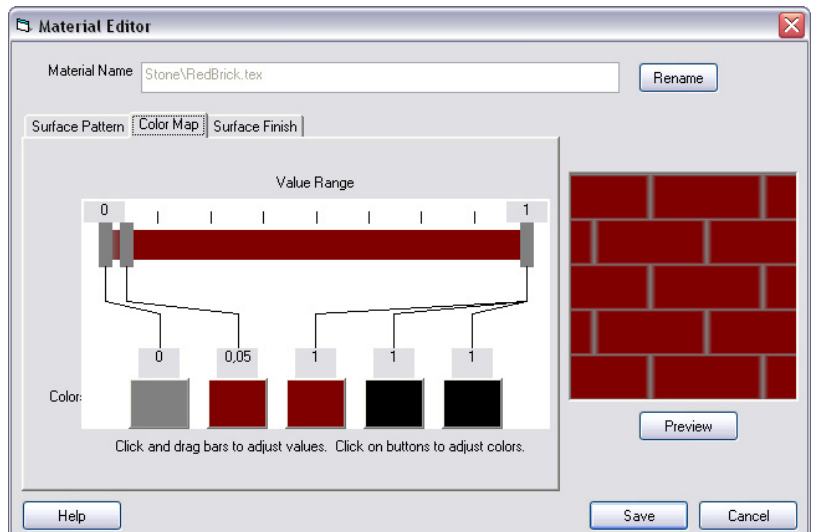 Material Editor
Material Name Stone\RedBrick.tex Rename
Surface Pattern Color Map Surface Finish
Value Range
0 1
0 0,05 1 1 1
Color:
Preview
Click and drag bars to adjust values. Click on buttons to adjust colors.
Help Save Cancel